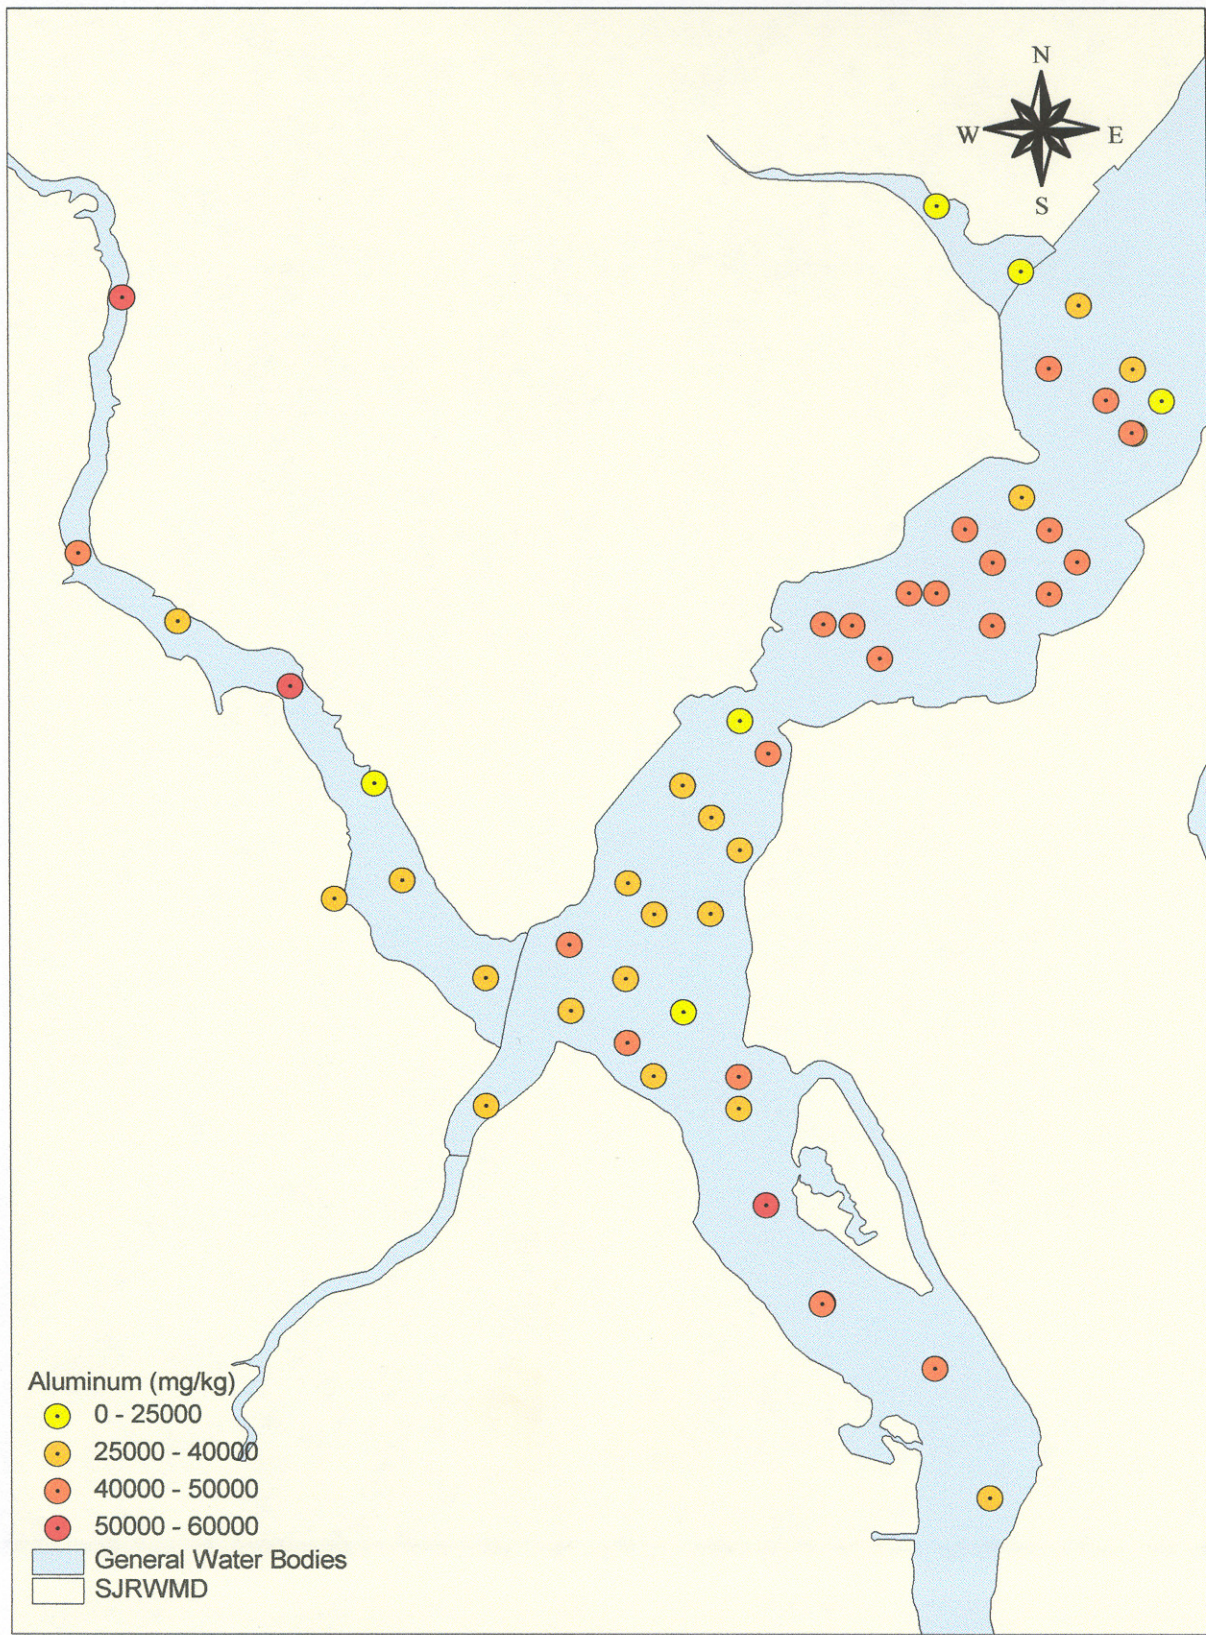 N
W E
S
Aluminum (mg/kg)
0 - 25000
25000 - 40000
40000 - 50000
50000 - 60000
General Water Bodies
SJRWMD